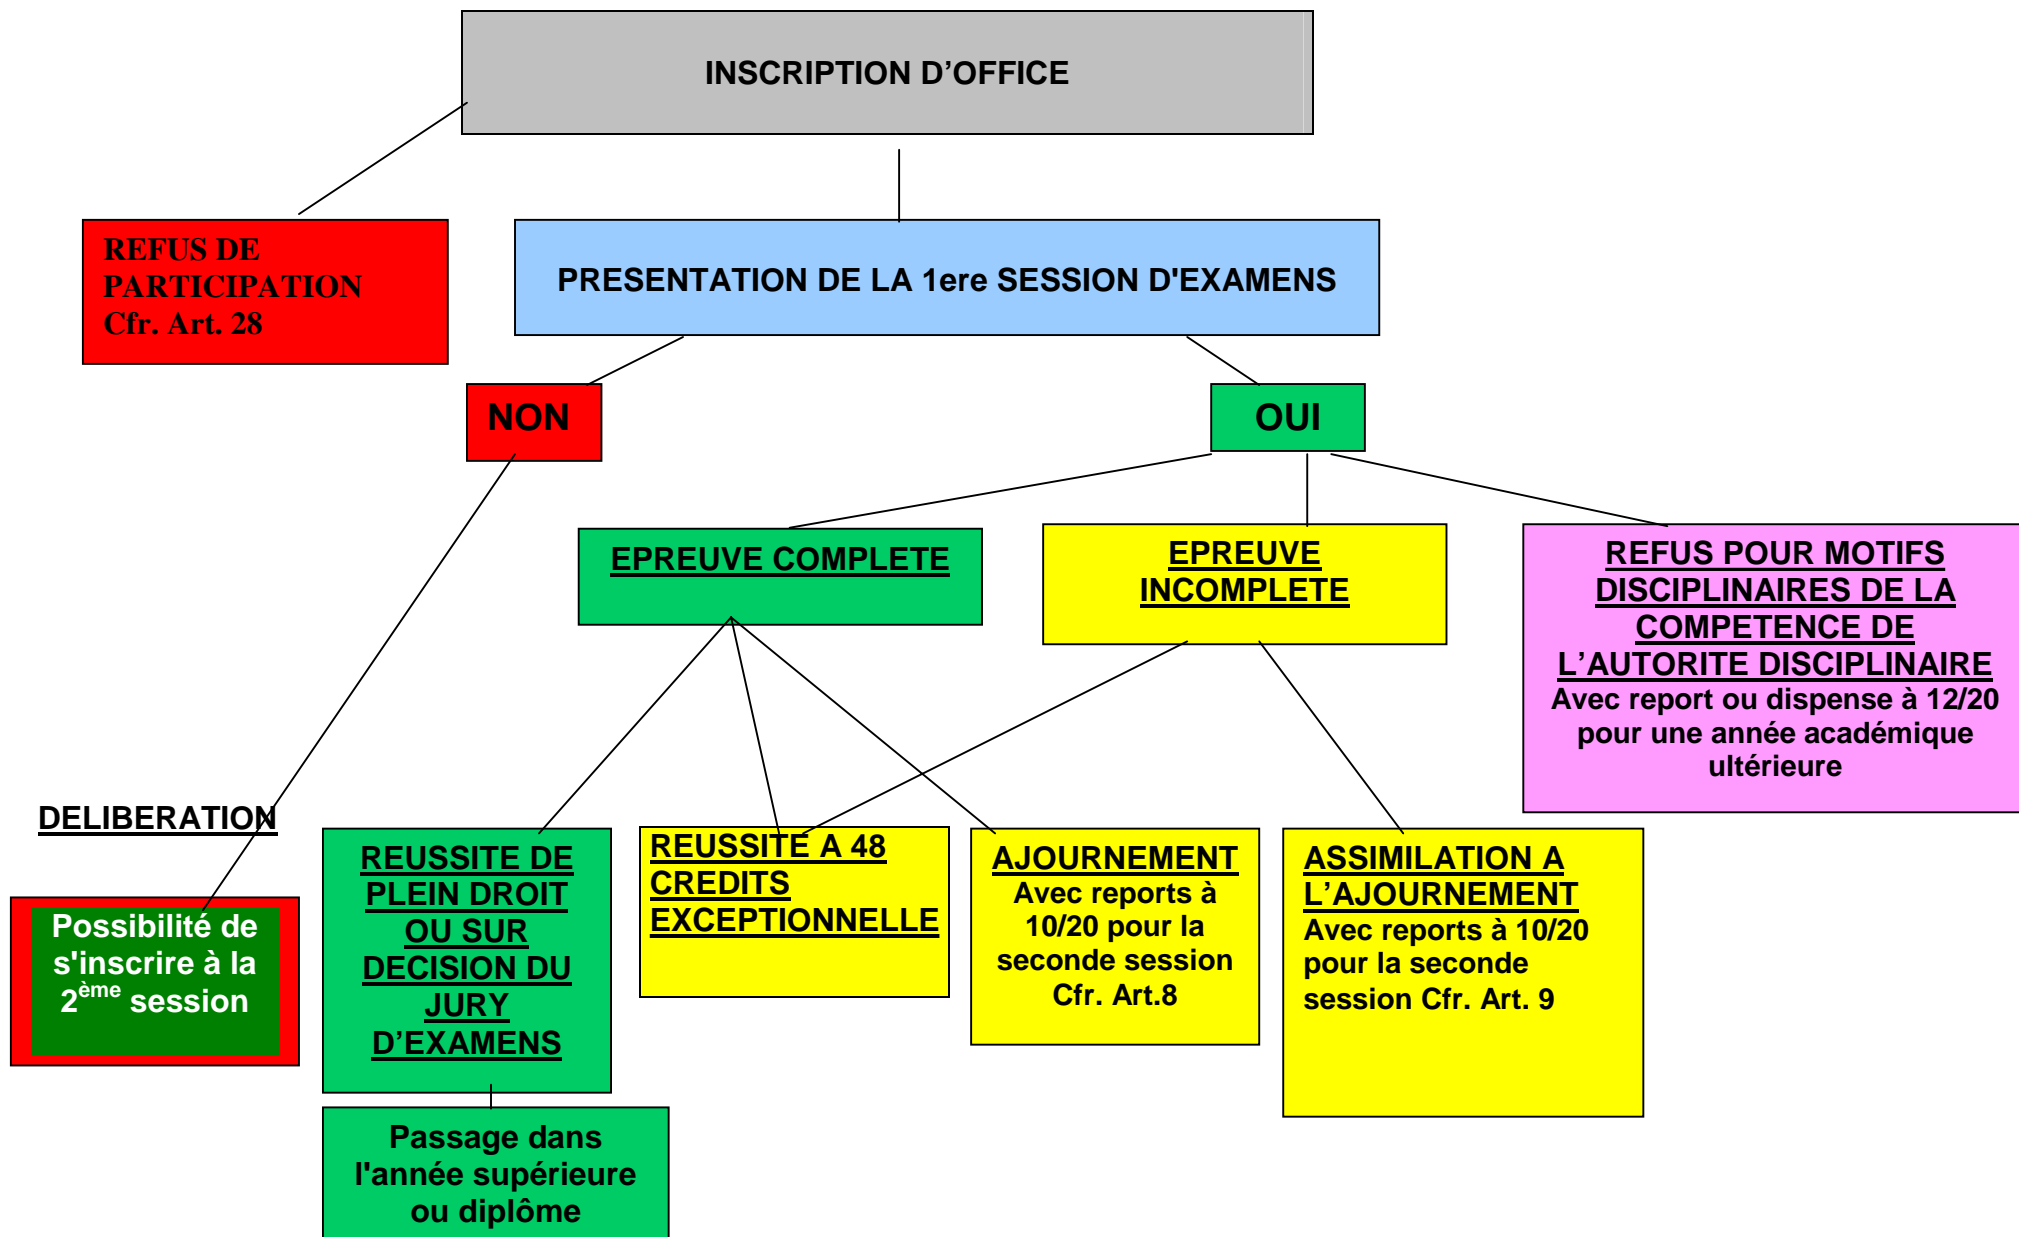 INSCRIPTION D’OFFICE
REFUS DE
PARTICIPATION
Cfr. Art. 28
PRESENTATION DE LA 1ere SESSION D'EXAMENS
NON
OUI
EPREUVE COMPLETE
EPREUVE
INCOMPLETE
REFUS POUR MOTIFS
DISCIPLINAIRES DE LA
COMPETENCE DE
L’AUTORITE DISCIPLINAIRE
Avec report ou dispense à 12/20
pour une année académique
ultérieure
DELIBERATION
Possibilité de
s'inscrire à la
2ème session
REUSSITE DE
PLEIN DROIT
OU SUR
DECISION DU
JURY
D’EXAMENS
REUSSITE A 48
CREDITS
EXCEPTIONNELLE
AJOURNEMENT
Avec reports à
10/20 pour la
seconde session
Cfr. Art.8
ASSIMILATION A
L’AJOURNEMENT
Avec reports à 10/20
pour la seconde
session Cfr. Art. 9
Passage dans
l'année supérieure
ou diplôme